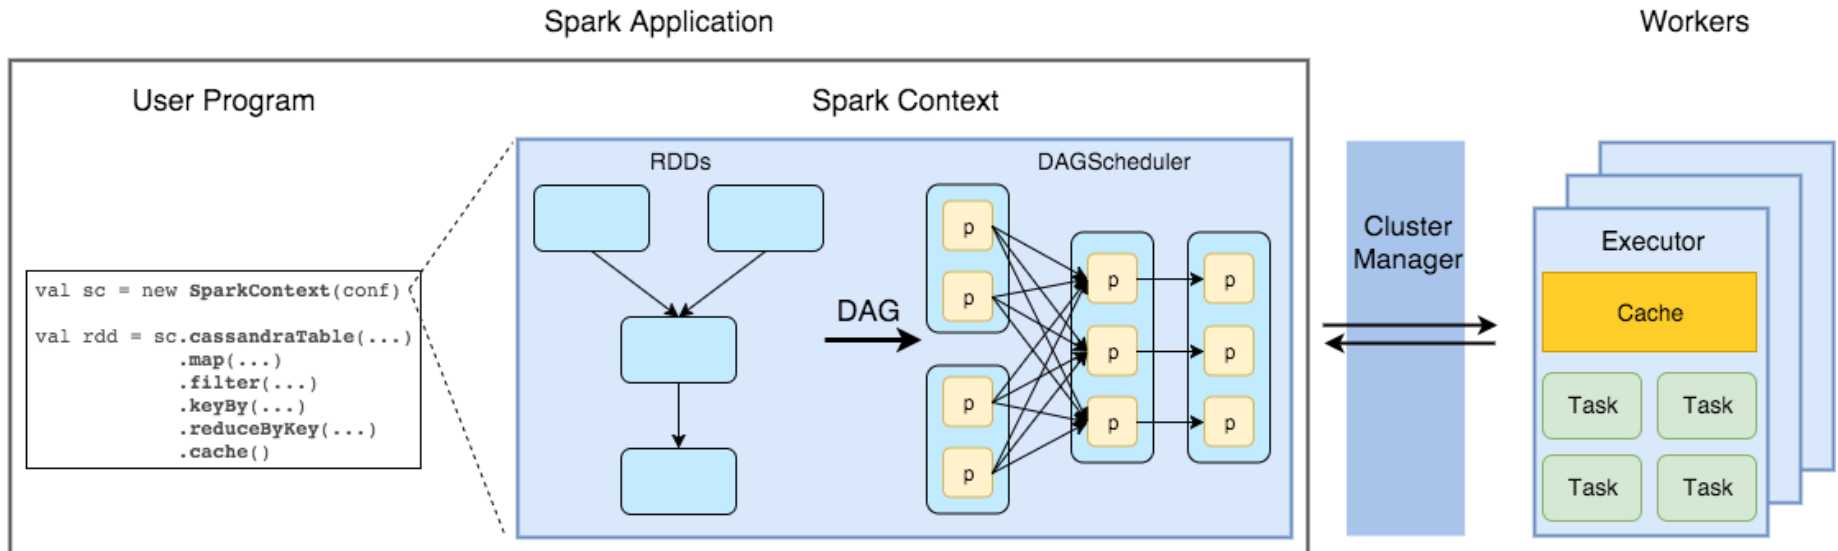 Spark Application
Workers
User Program
Spark Context
val sc = new SparkContext(conf)
val rdd = sc.cassandraTable(...)
.map(...)
.filter(...)
.keyBy(...)
.reduceByKey(...)
.cache()
RDDs
DAG
DAGScheduler
p
p
p
p
p
p
p
p
p
p
Cluster
Manager
Executor
Cache
Task
Task
Task
Task